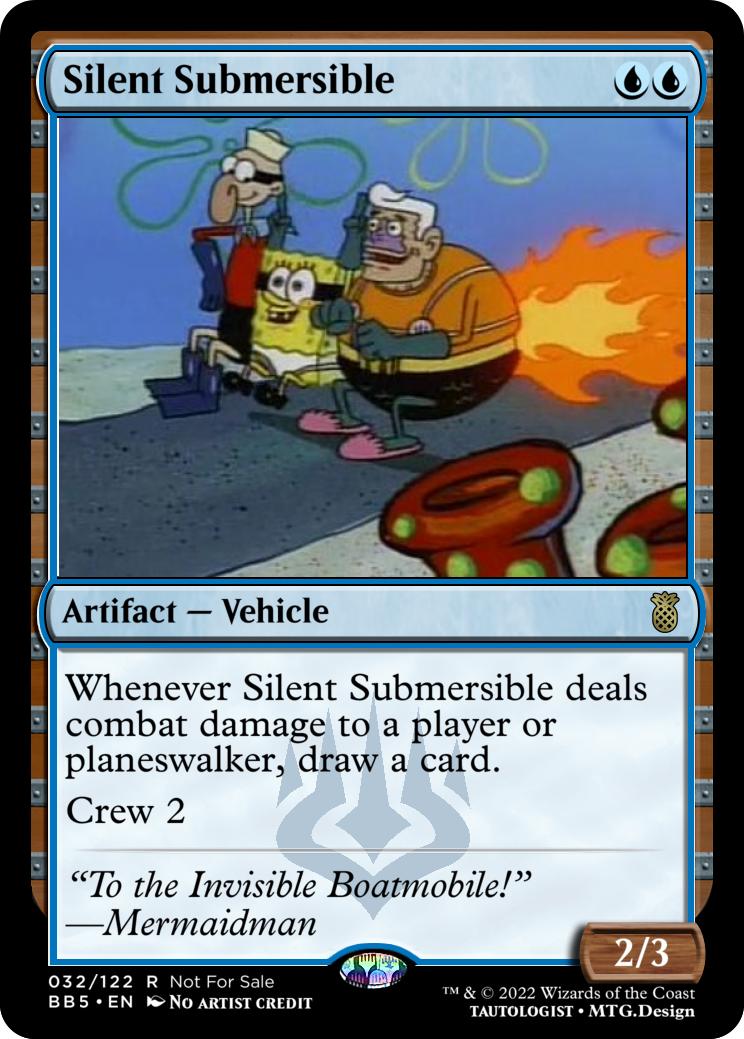 Silent Submersible
Artifact — Vehicle
Whenever Silent Submersible deals
combat damage to a player or
planeswalker, draw a card.
Crew 2
“To the Invisible Boatmobile!”
—Mermaidman
2/3
032/122 R Not For Sale
BB5 • EN No artist credit
™ & © 2022 Wizards of the Coast
TAUTOLOGIST • MTG.Design